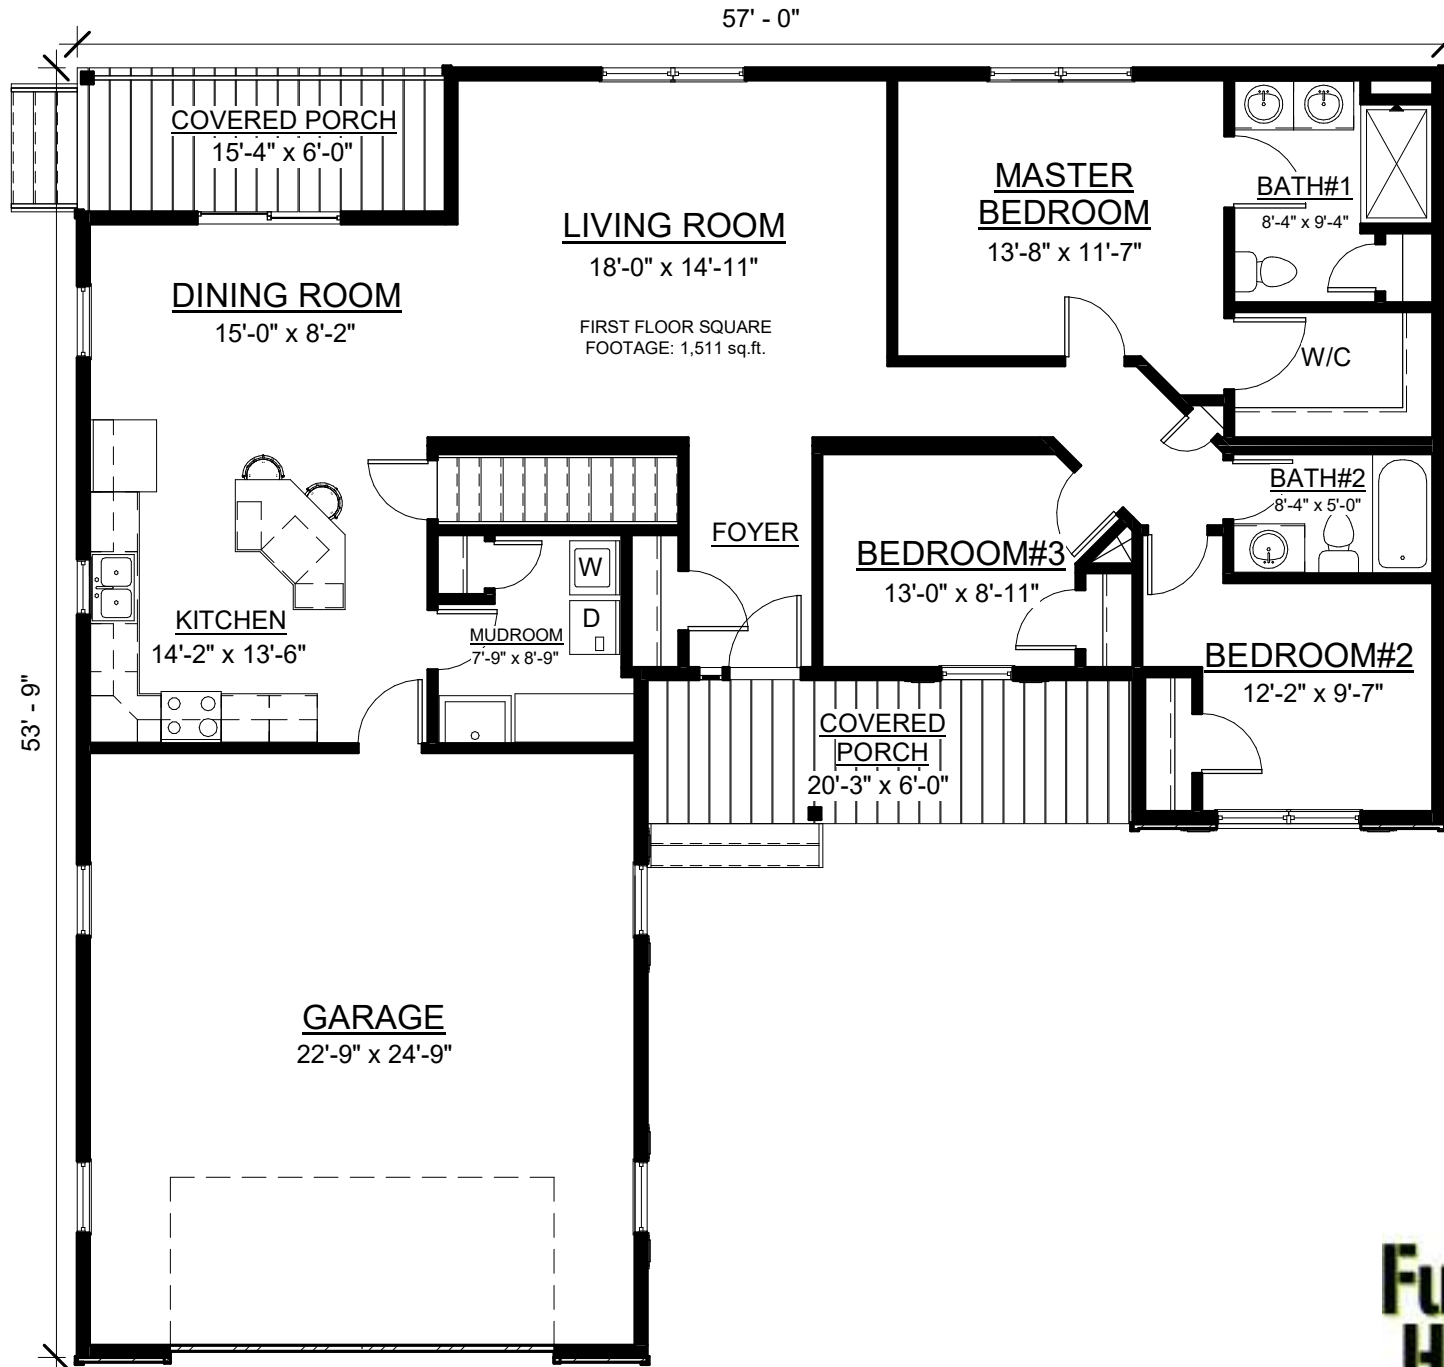 57' - 0"
COVERED PORCH
15'-4" x 6'-0"
LIVING ROOM
18'-0" x 14'-11"
FIRST FLOOR SQUARE
FOOTAGE: 1,511 sq.ft.
DINING ROOM
15'-0" x 8'-2"
MASTER
BEDROOM
13'-8" x 11'-7"
BATH#1
8'-4" x 9'-4"
W/C
BATH#2
8'-4" x 5'-0"
FOYER
BEDROOM#3
13'-0" x 8'-11"
W
D
KITCHEN
14'-2" x 13'-6"
MUDROOM
7'-9" x 8'-9"
BEDROOM#2
12'-2" x 9'-7"
COVERED
PORCH
20'-3" x 6'-0"
53' - 9"
GARAGE
22'-9" x 24'-9"